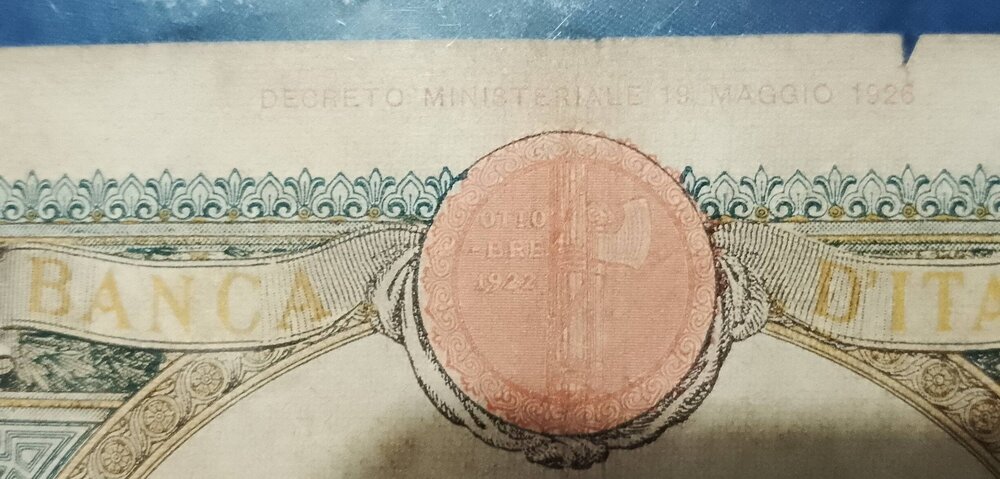 DECRETO MINISTERIALE 19 MAGGIO 1926
OTTO
-BRE
1922
BANCA D'ITA